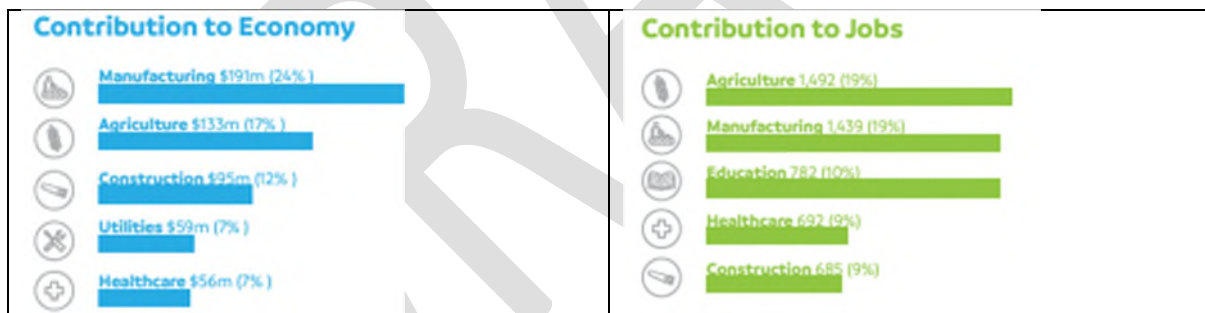 Contribution to Economy
Manufacturing $191m (24% )
Agriculture $133m (17% )
Construction $95m (12% )
Utilities $59m (7% )
Healthcare $56m (7% )
Contribution to Jobs
Agriculture 1,492 (19%)
Manufacturing 1,439 (19%)
Education 782 (10%)
Healthcare 692 (9%)
Construction 685 (9%)